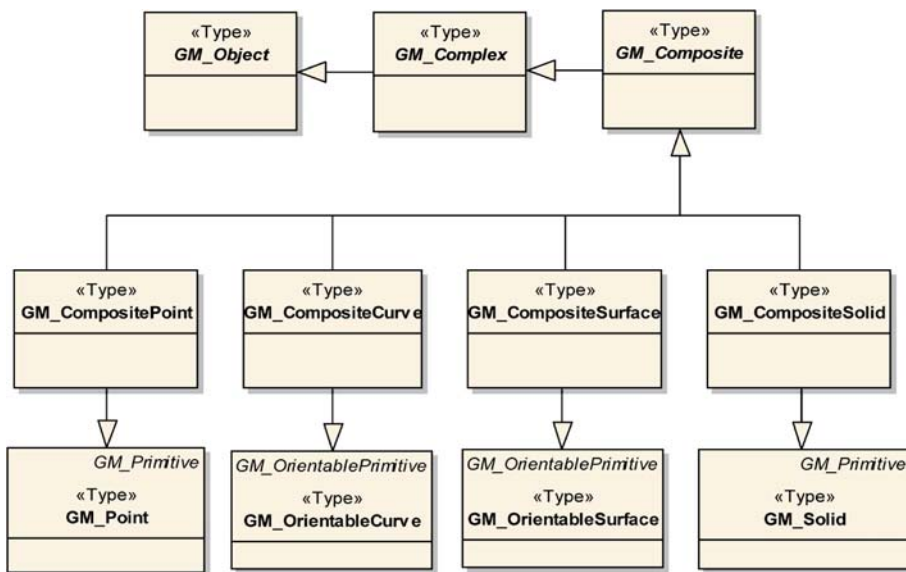 «Type»
GM_Object
«Type»
GM_Complex
«Type»
GM_Composite
«Type»
GM_CompositePoint
«Type»
GM_CompositeCurve
«Type»
GM_CompositeSurface
«Type»
GM_CompositeSolid
GM_Primitive
«Type»
GM_Point
GM_OrientablePrimitive
«Type»
GM_OrientableCurve
GM_OrientablePrimitive
«Type»
GM_OrientableSurface
GM_Primitive
«Type»
GM_Solid